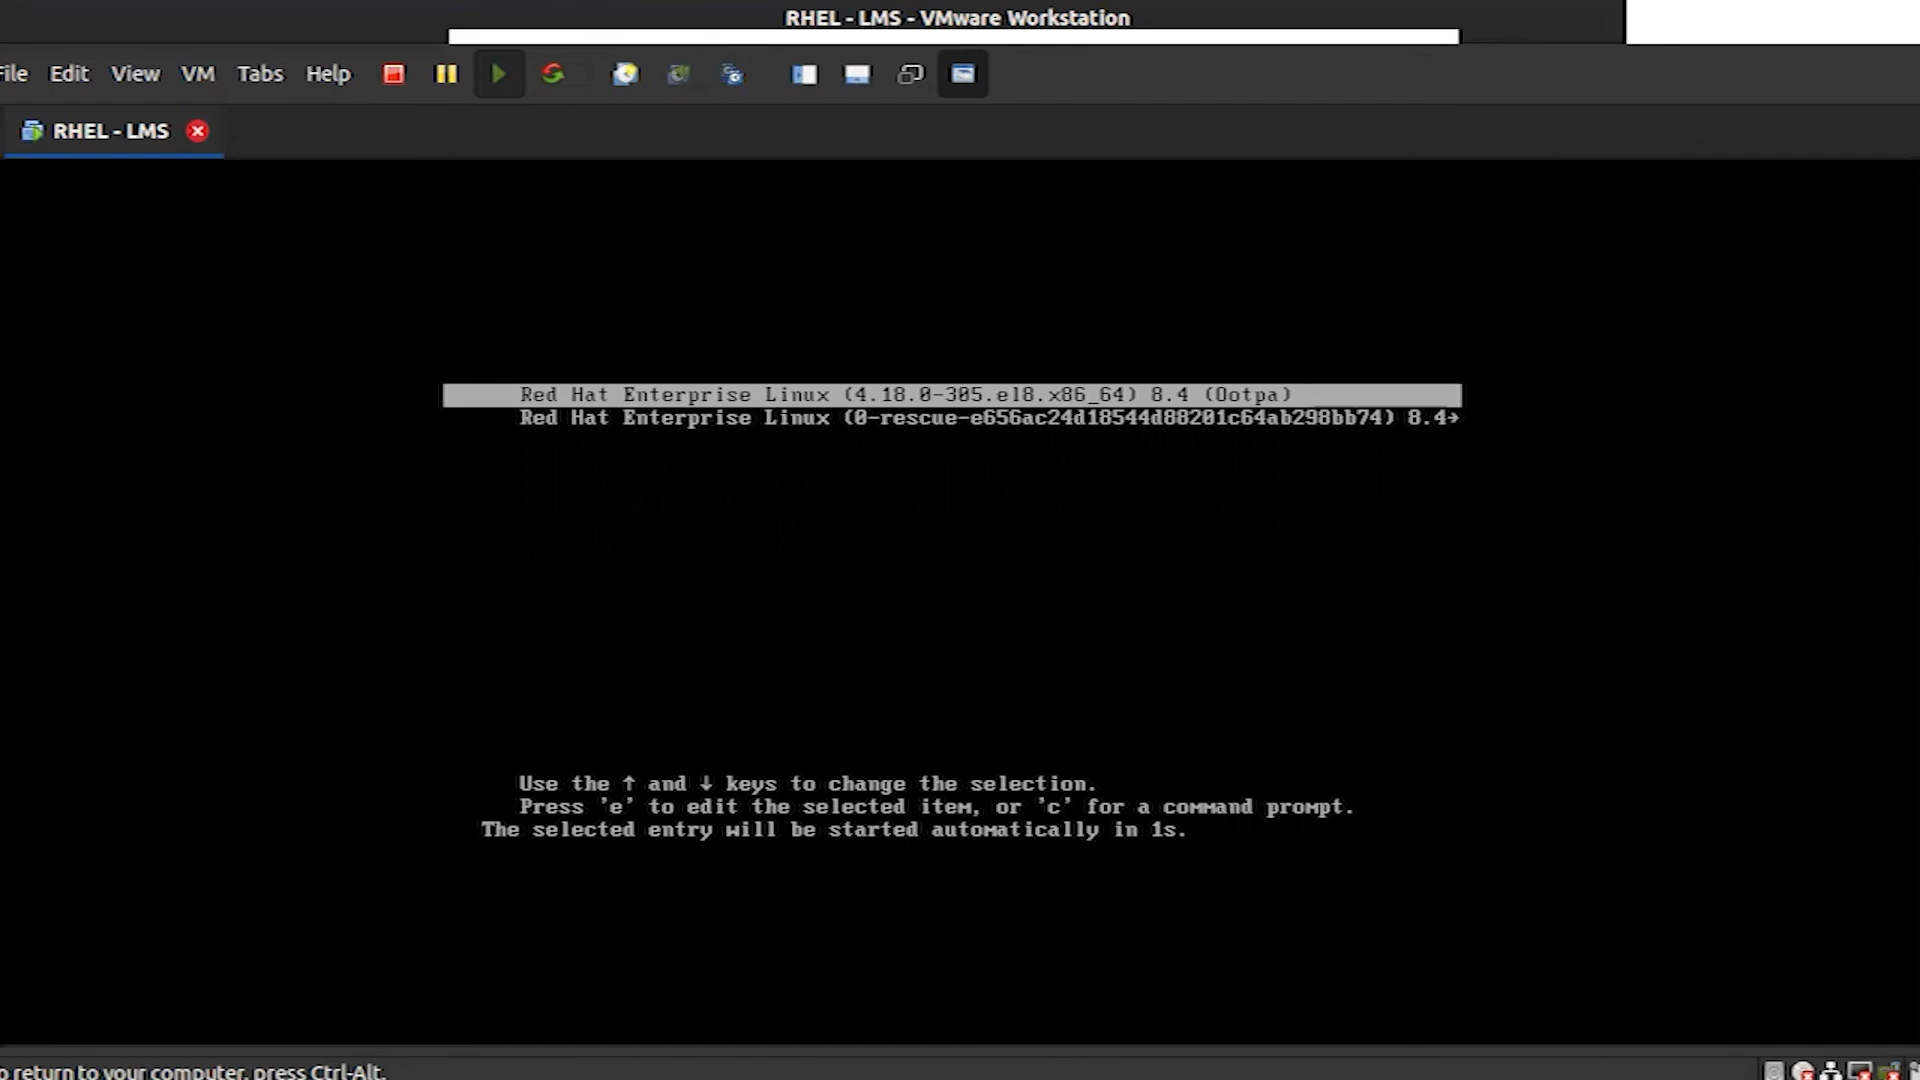 RHEL - LMS - VMware Workstation
File Edit View VM Tabs Help
RHEL - LMS
Red Hat Enterprise Linux (4.18.0-305.el8.x86_64) 8.4 (Ootpa)
Red Hat Enterprise Linux (0-rescue-e656ac24d18544d88201c64ab298bb74) 8.4→
Use the ↑ and ↓ keys to change the selection.
Press 'e' to edit the selected item, or 'c' for a command prompt.
The selected entry will be started automatically in 1s.
o return to your computer, press Ctrl-Alt.